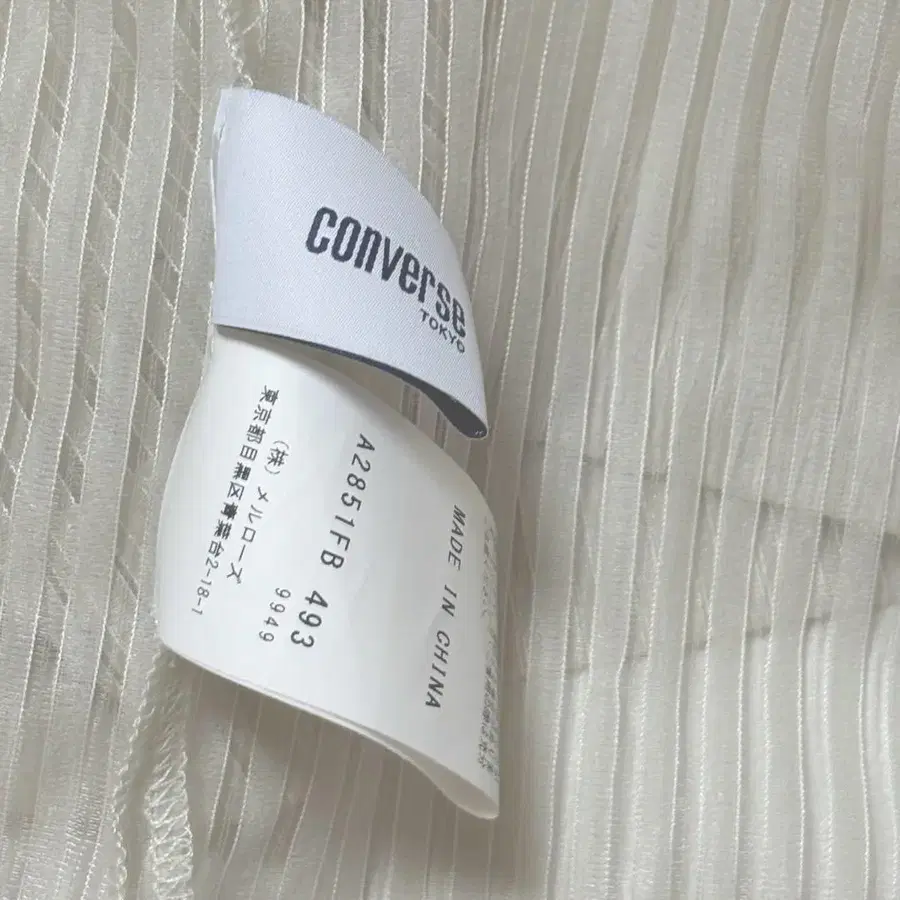 converse
TOKYO
MADE IN CHINA
A2851FB 493
9949
(株) メルローズ
東京都目黒区青葉台2-18-1